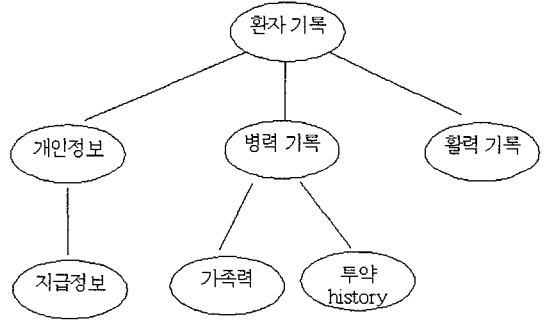 환자 기록
개인정보
병력 기록
활력 기록
지급정보
가족력
투약
history